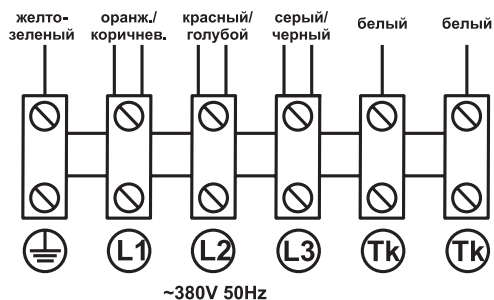 желто-
зеленый
оранж./
коричнев.
красный/
голубой
серый/
черный
белый
белый
L1
L2
L3
Tk
Tk
~380V 50Hz